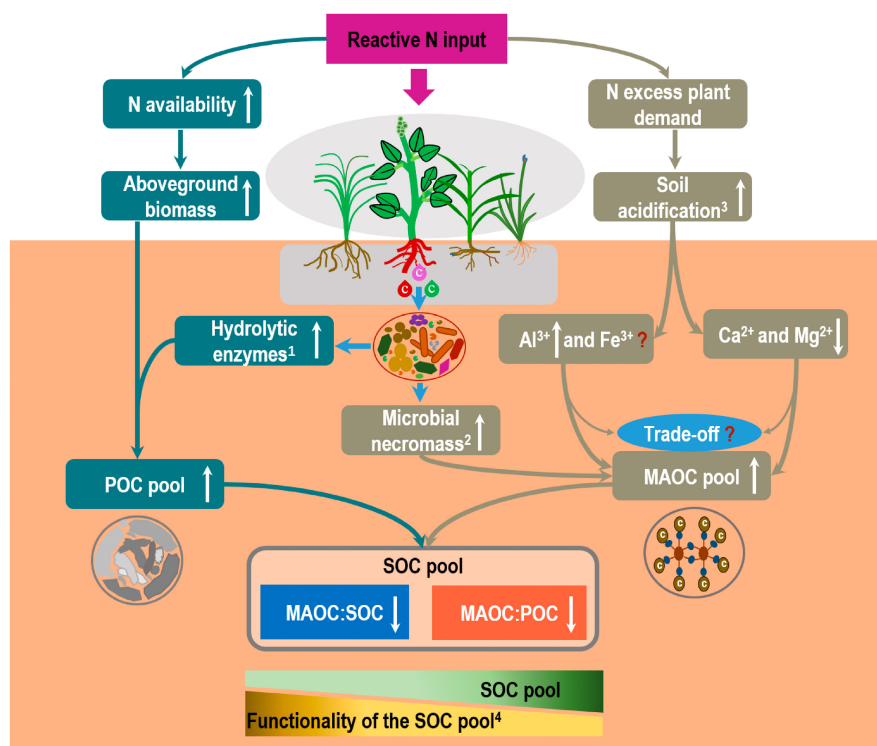 Reactive N input
N availability
N excess plant
demand
Aboveground
biomass
Soil
acidification³
C
C
C
Hydrolytic
enzymes¹
Al³⁺ and Fe³⁺ ?
Ca²⁺ and Mg²⁺
Microbial
necromass²
Trade-off ?
POC pool
MAOC pool
C
C
C
C
C
C
C
C
SOC pool
MAOC:SOC
MAOC:POC
SOC pool
Functionality of the SOC pool⁴